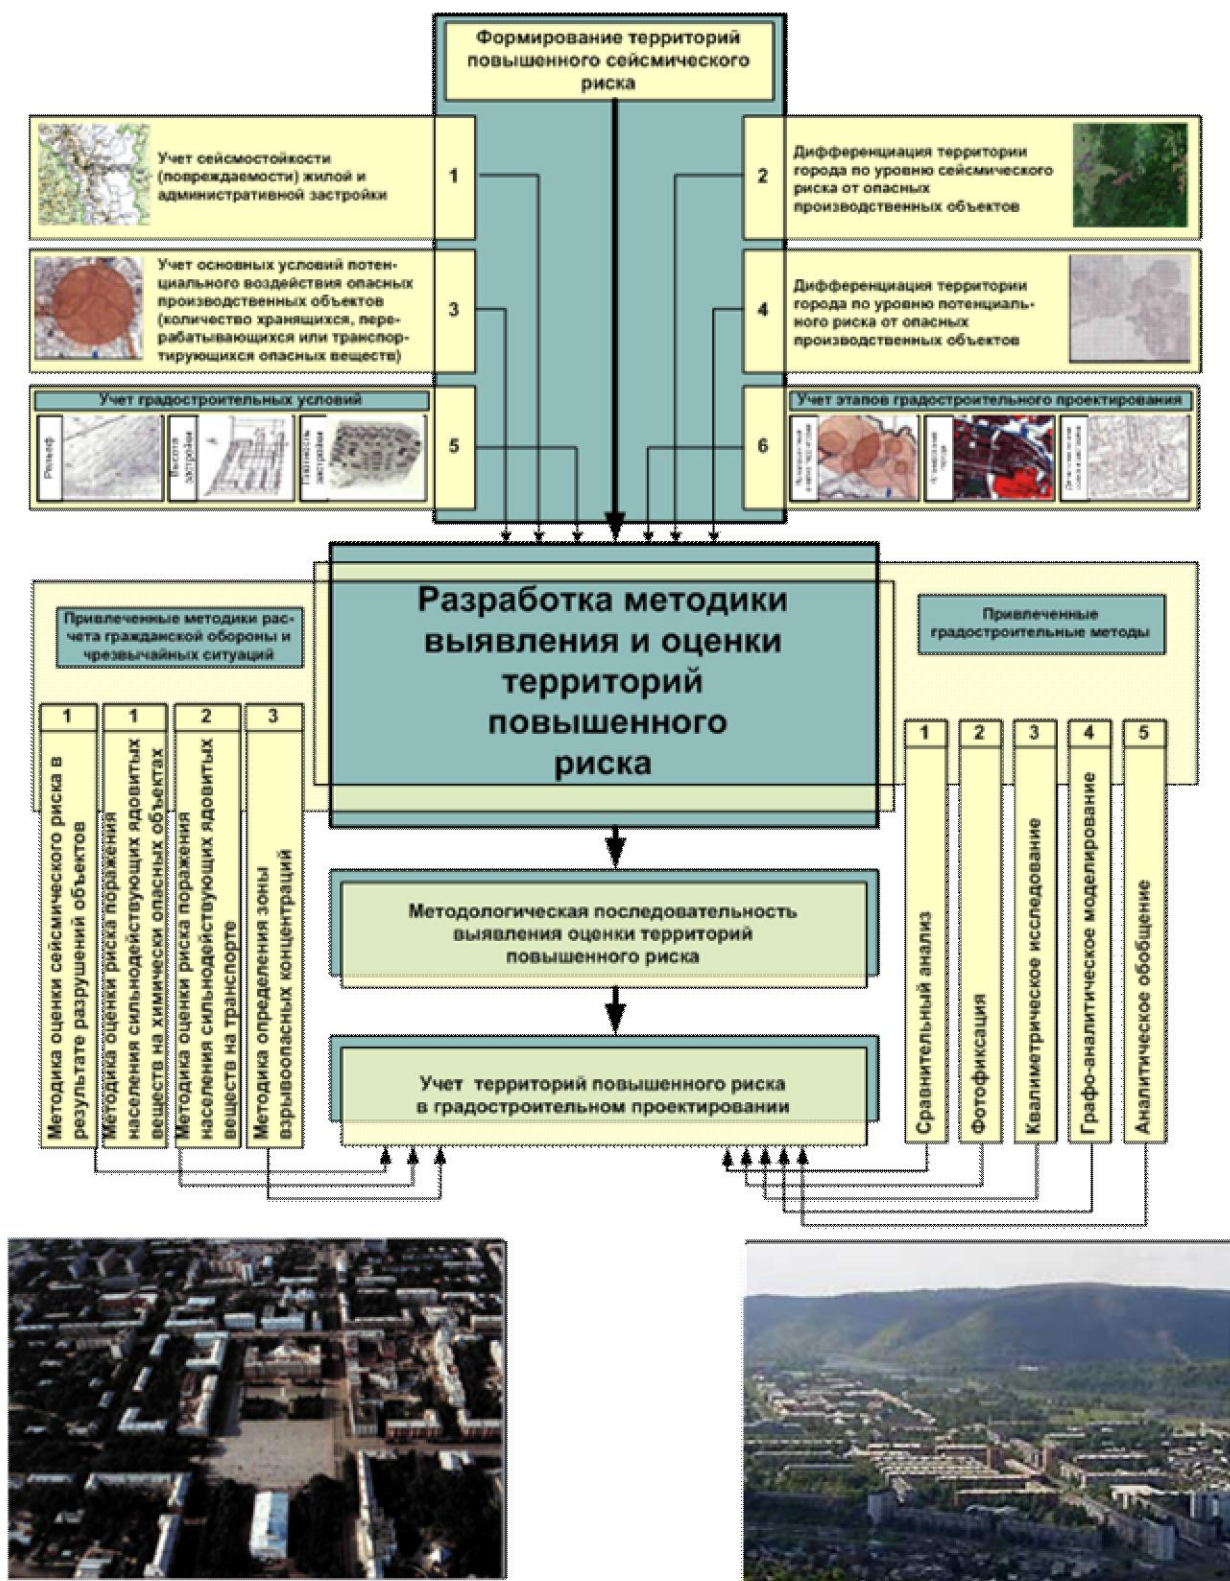 Формирование территорий
повышенного сейсмического
риска
Учет сейсмостойкости
(повреждаемости) жилой и
административной застройки
1
2
Дифференциация территории
города по уровню сейсмического
риска от опасных
производственных объектов
Учет основных условий потен-
циального воздействия опасных
производственных объектов
(количество хранящихся, пере-
рабатывающихся или транспор-
тирующихся опасных веществ)
3
4
Дифференциация территории
города по уровню потенциаль-
ного риска от опасных
производственных объектов
Учет градостроительных условий
Рельеф
Высота
застройки
Плотность
застройки
5
6
Учет этапов градостроительного проектирования
Разработка методики
выявления и оценки
территорий
повышенного
риска
Привлеченные методики рас-
чета гражданской обороны и
чрезвычайных ситуаций
Привлеченные
градостроительные методы
1
Методика оценки сейсмического риска в
результате разрушений объектов
1
Методика оценки риска поражения
населения сильнодействующих ядовитых
веществ на химически опасных объектах
2
Методика оценки риска поражения
населения сильнодействующих ядовитых
веществ на транспорте
3
Методика определения зоны
взрывоопасных концентраций
Методологическая последовательность
выявления оценки территорий
повышенного риска
Учет территорий повышенного риска
в градостроительном проектировании
1
Сравнительный анализ
2
Фотофиксация
3
Квалиметрическое исследование
4
Графо-аналитическое моделирование
5
Аналитическое обобщение